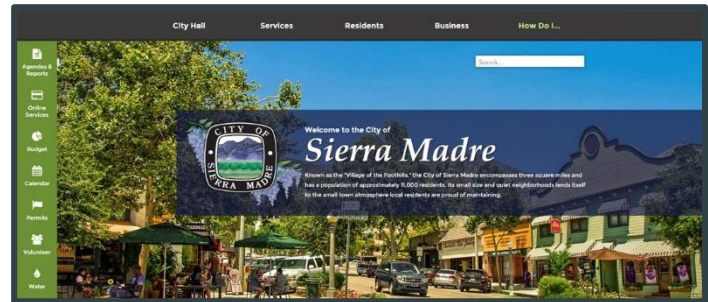 City Hall
Services
Residents
Business
How Do I...
Search...
Agendas &
Reports
Online
Services
Budget
Calendar
Permits
Volunteer
Water
CITY OF
SIERRA MADRE
Welcome to the City of
Sierra Madre
Known as the "Village of the Foothills," the City of Sierra Madre encompasses three square miles and
has a population of approximately 11,000 residents. Its small size and quiet neighborhoods lends itself
to the small town atmosphere local residents are proud of maintaining.